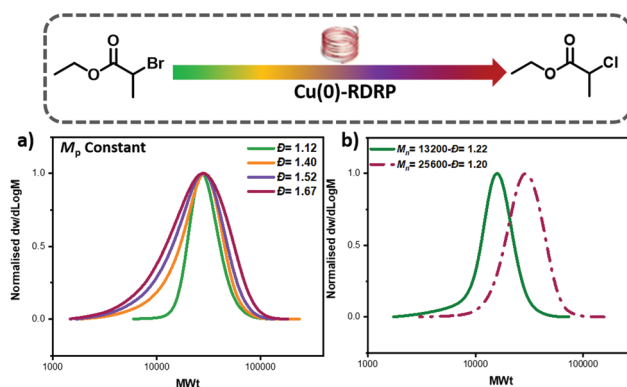 O
O
Br
Cu(0)-RDRP
O
O
Cl
a)
Mp Constant
Đ= 1.12
Đ= 1.40
Đ= 1.52
Đ= 1.67
Normalised dw/dLogM
1.0
0.5
0.0
1000
10000
100000
MWt
b)
Mn= 13200-Đ= 1.22
Mn= 25600-Đ= 1.20
Normalised dw/dLogM
1.0
0.5
0.0
10000
100000
MWt